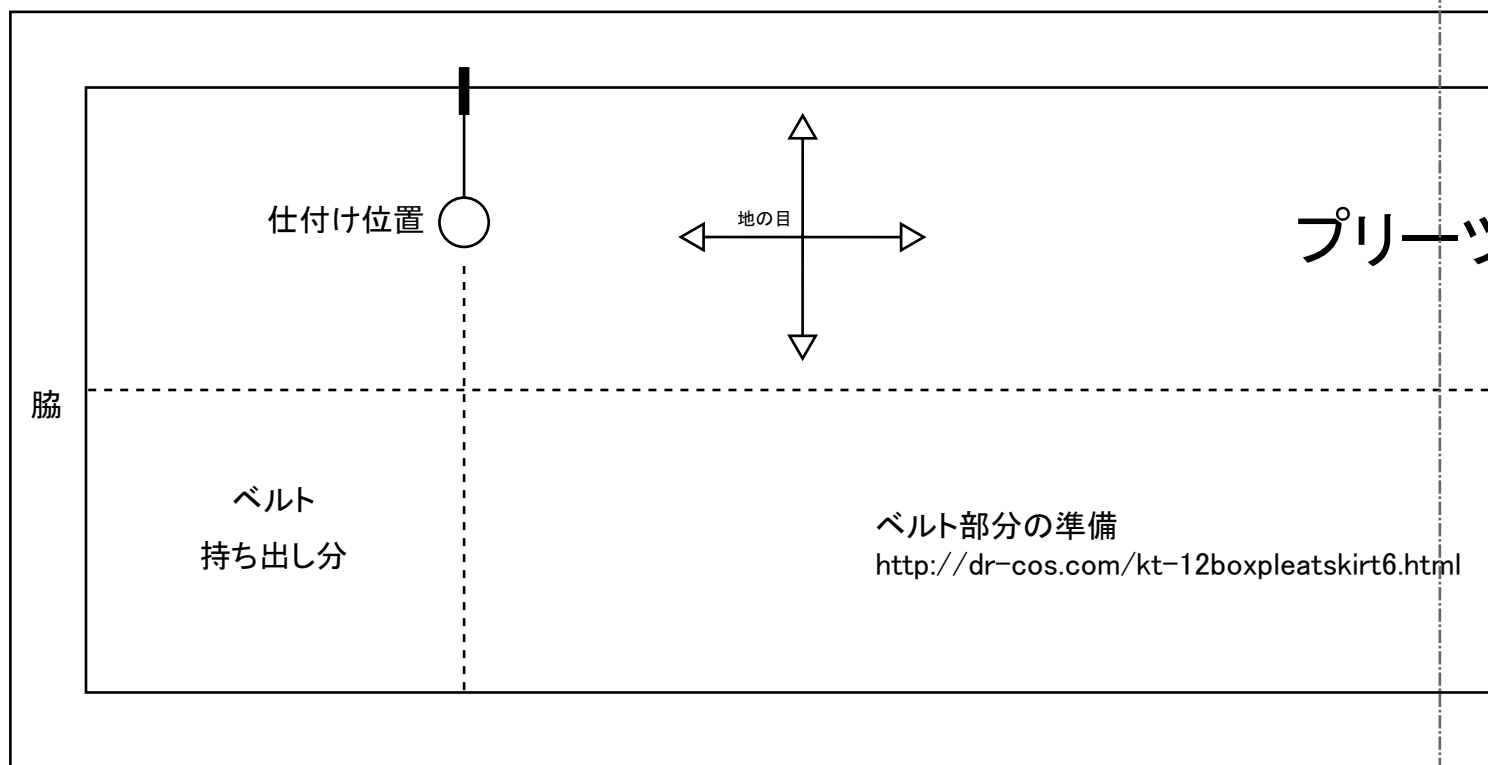 仕付け位置
地の目
プリーツ
脇
ベルト
持ち出し分
ベルト部分の準備
http://dr-cos.com/kt-12boxpleatskirt6.html